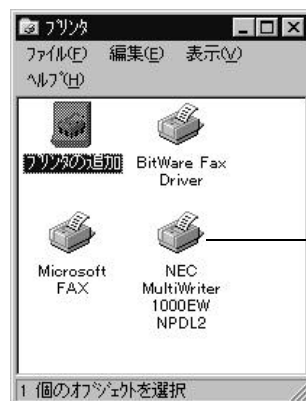 プリンタ
ファイル(F) 編集(E) 表示(V)
ヘルプ(H)
プリンタの追加
BitWare Fax
Driver
Microsoft
FAX
NEC
MultiWriter
1000EW
NPDL2
1 個のオブジェクトを選択